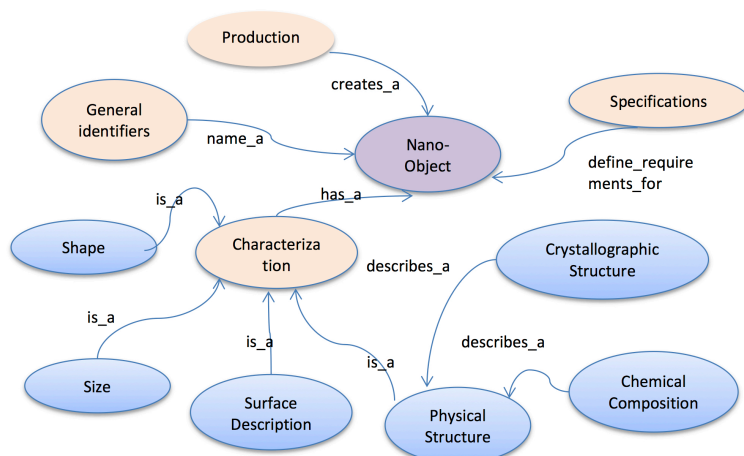 Production
creates_a
General
identifiers
Specifications
name_a
Nano-
Object
define_require
ments_for
has_a
is_a
Shape
Characteriza
tion
Crystallographic
Structure
describes_a
is_a
is_a
describes_a
is_a
Size
Surface
Description
Physical
Structure
Chemical
Composition